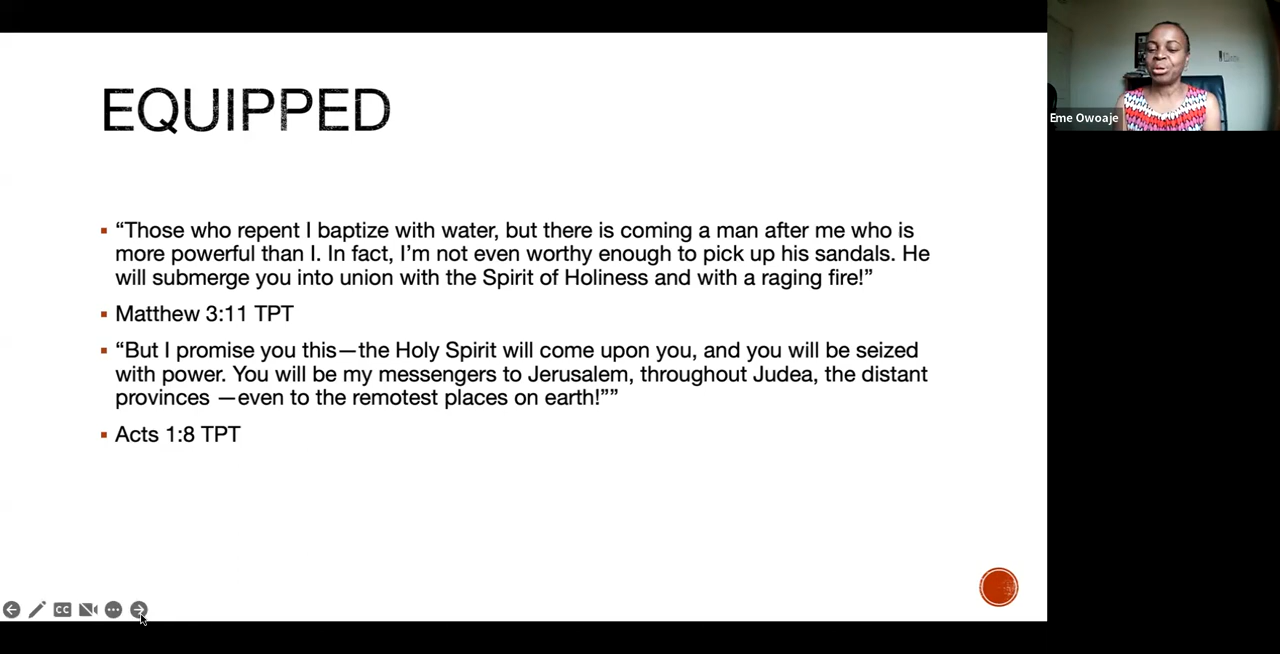 EQUIPPED
Eme Owoaje
▪ “Those who repent I baptize with water, but there is coming a man after me who is
more powerful than I. In fact, I’m not even worthy enough to pick up his sandals. He
will submerge you into union with the Spirit of Holiness and with a raging fire!”
▪ Matthew 3:11 TPT
▪ “But I promise you this—the Holy Spirit will come upon you, and you will be seized
with power. You will be my messengers to Jerusalem, throughout Judea, the distant
provinces —even to the remotest places on earth!””
▪ Acts 1:8 TPT
CC